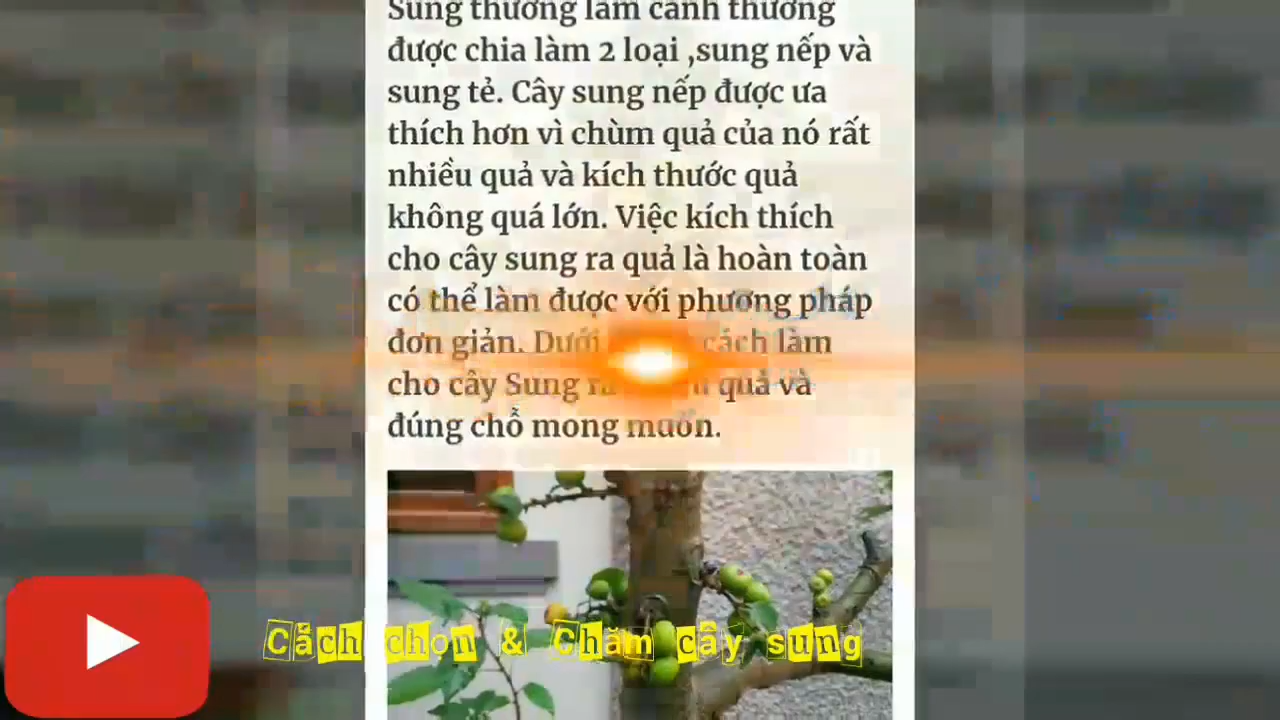 Sung thường làm cảnh thường
được chia làm 2 loại ,sung nếp và
sung tẻ. Cây sung nếp được ưa
thích hơn vì chùm quả của nó rất
nhiều quả và kích thước quả
không quá lớn. Việc kích thích
cho cây sung ra quả là hoàn toàn
có thể làm được với phương pháp
đơn giản. Dưới cách làm
cho cây Sung quả và
đúng chỗ mong muốn.
Cách chọn & Chăm cây sung